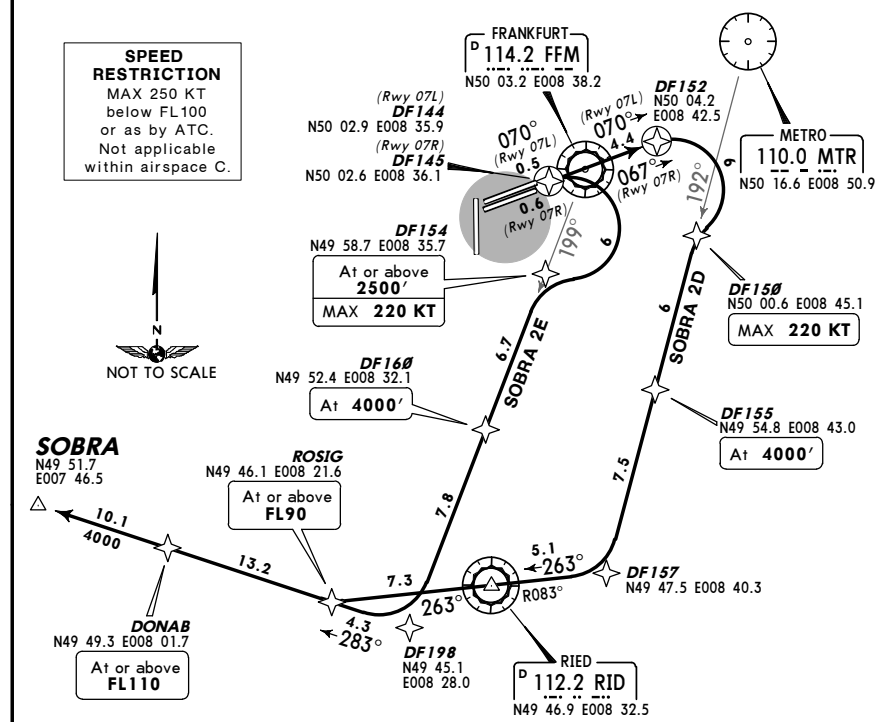 SPEED
RESTRICTION
MAX 250 KT
below FL100
or as by ATC.
Not applicable
within airspace C.
FRANKFURT
D 114.2 FFM
N50 03.2 E008 38.2
(Rwy 07L)
DF144
N50 02.9 E008 35.9
(Rwy 07R)
DF145
N50 02.6 E008 36.1
070°
(Rwy 07L)
0.5
0.6
(Rwy 07R)
(Rwy 07L)
070°
4.4
067°
(Rwy 07R)
DF152
N50 04.2
E008 42.5
METRO
110.0 MTR
N50 16.6 E008 50.9
192°
9
199°
6
DF154
N49 58.7 E008 35.7
At or above
2500'
MAX 220 KT
DF150
N50 00.6 E008 45.1
MAX 220 KT
6
SOBRA 2D
6.7
SOBRA 2E
N
NOT TO SCALE
DF160
N49 52.4 E008 32.1
At 4000'
DF155
N49 54.8 E008 43.0
At 4000'
7.5
7.8
SOBRA
N49 51.7
E007 46.5
ROSIG
N49 46.1 E008 21.6
At or above
FL90
10.1
4000
13.2
7.3
263°
5.1
263°
R083°
DF157
N49 47.5 E008 40.3
4.3
283°
DONAB
N49 49.3 E008 01.7
At or above
FL110
DF198
N49 45.1
E008 28.0
RIED
D 112.2 RID
N49 46.9 E008 32.5